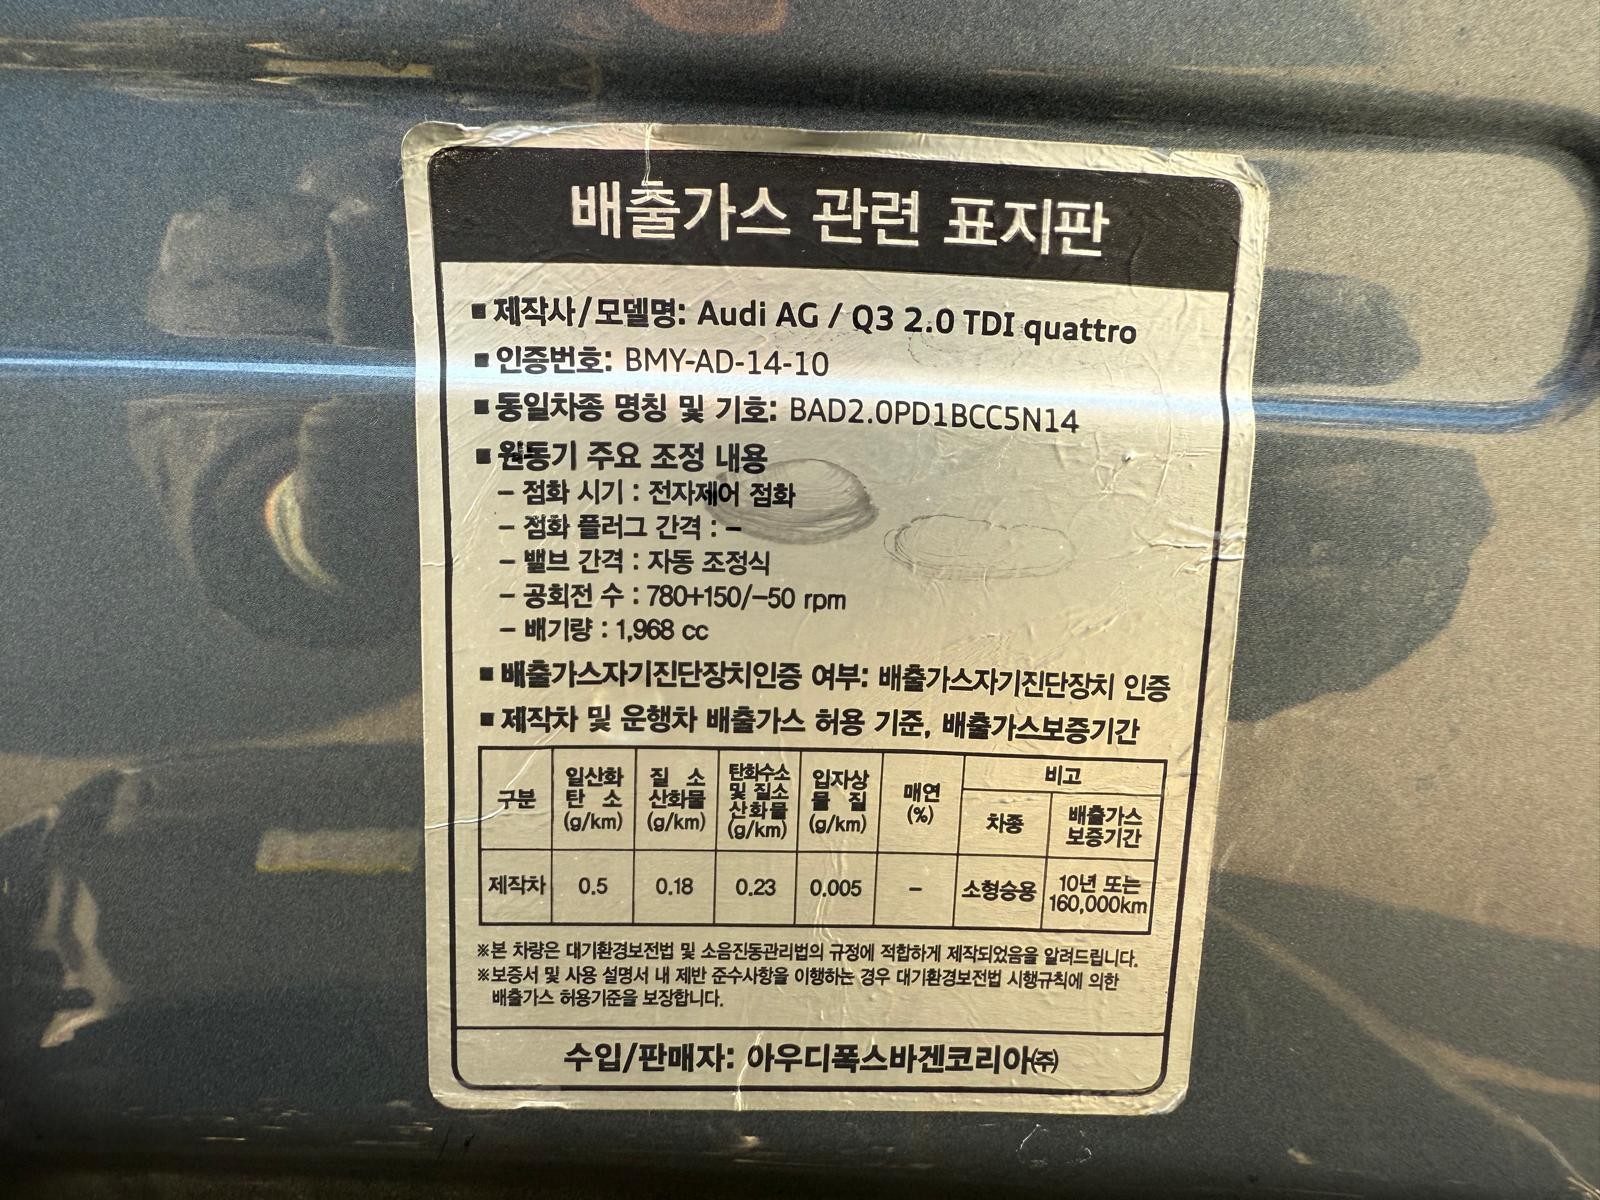 배출가스 관련 표지판
■ 제작사/모델명: Audi AG / Q3 2.0 TDI quattro
■ 인증번호: BMY-AD-14-10
■ 동일차종 명칭 및 기호: BAD2.0PD1BCC5N14
■ 원동기 주요 조정 내용
– 점화 시기 : 전자제어 점화
– 점화 플러그 간격 : –
– 밸브 간격 : 자동 조정식
– 공회전 수 : 780+150/–50 rpm
– 배기량 : 1,968 cc
■ 배출가스자기진단장치인증 여부: 배출가스자기진단장치 인증
■ 제작차 및 운행차 배출가스 허용 기준, 배출가스보증기간
구분
일산화
탄 소
(g/km)
질 소
산화물
(g/km)
탄화수소
및 질소
산화물
(g/km)
입자상
물 질
(g/km)
매연
(%)
비고
차종
배출가스
보증기간
제작차 0.5 0.18 0.23 0.005 – 소형승용
10년 또는
160,000km
※본 차량은 대기환경보전법 및 소음진동관리법의 규정에 적합하게 제작되었음을 알려드립니다.
※보증서 및 사용 설명서 내 제반 준수사항을 이행하는 경우 대기환경보전법 시행규칙에 의한
배출가스 허용기준을 보장합니다.
수입/판매자: 아우디폭스바겐코리아㈜